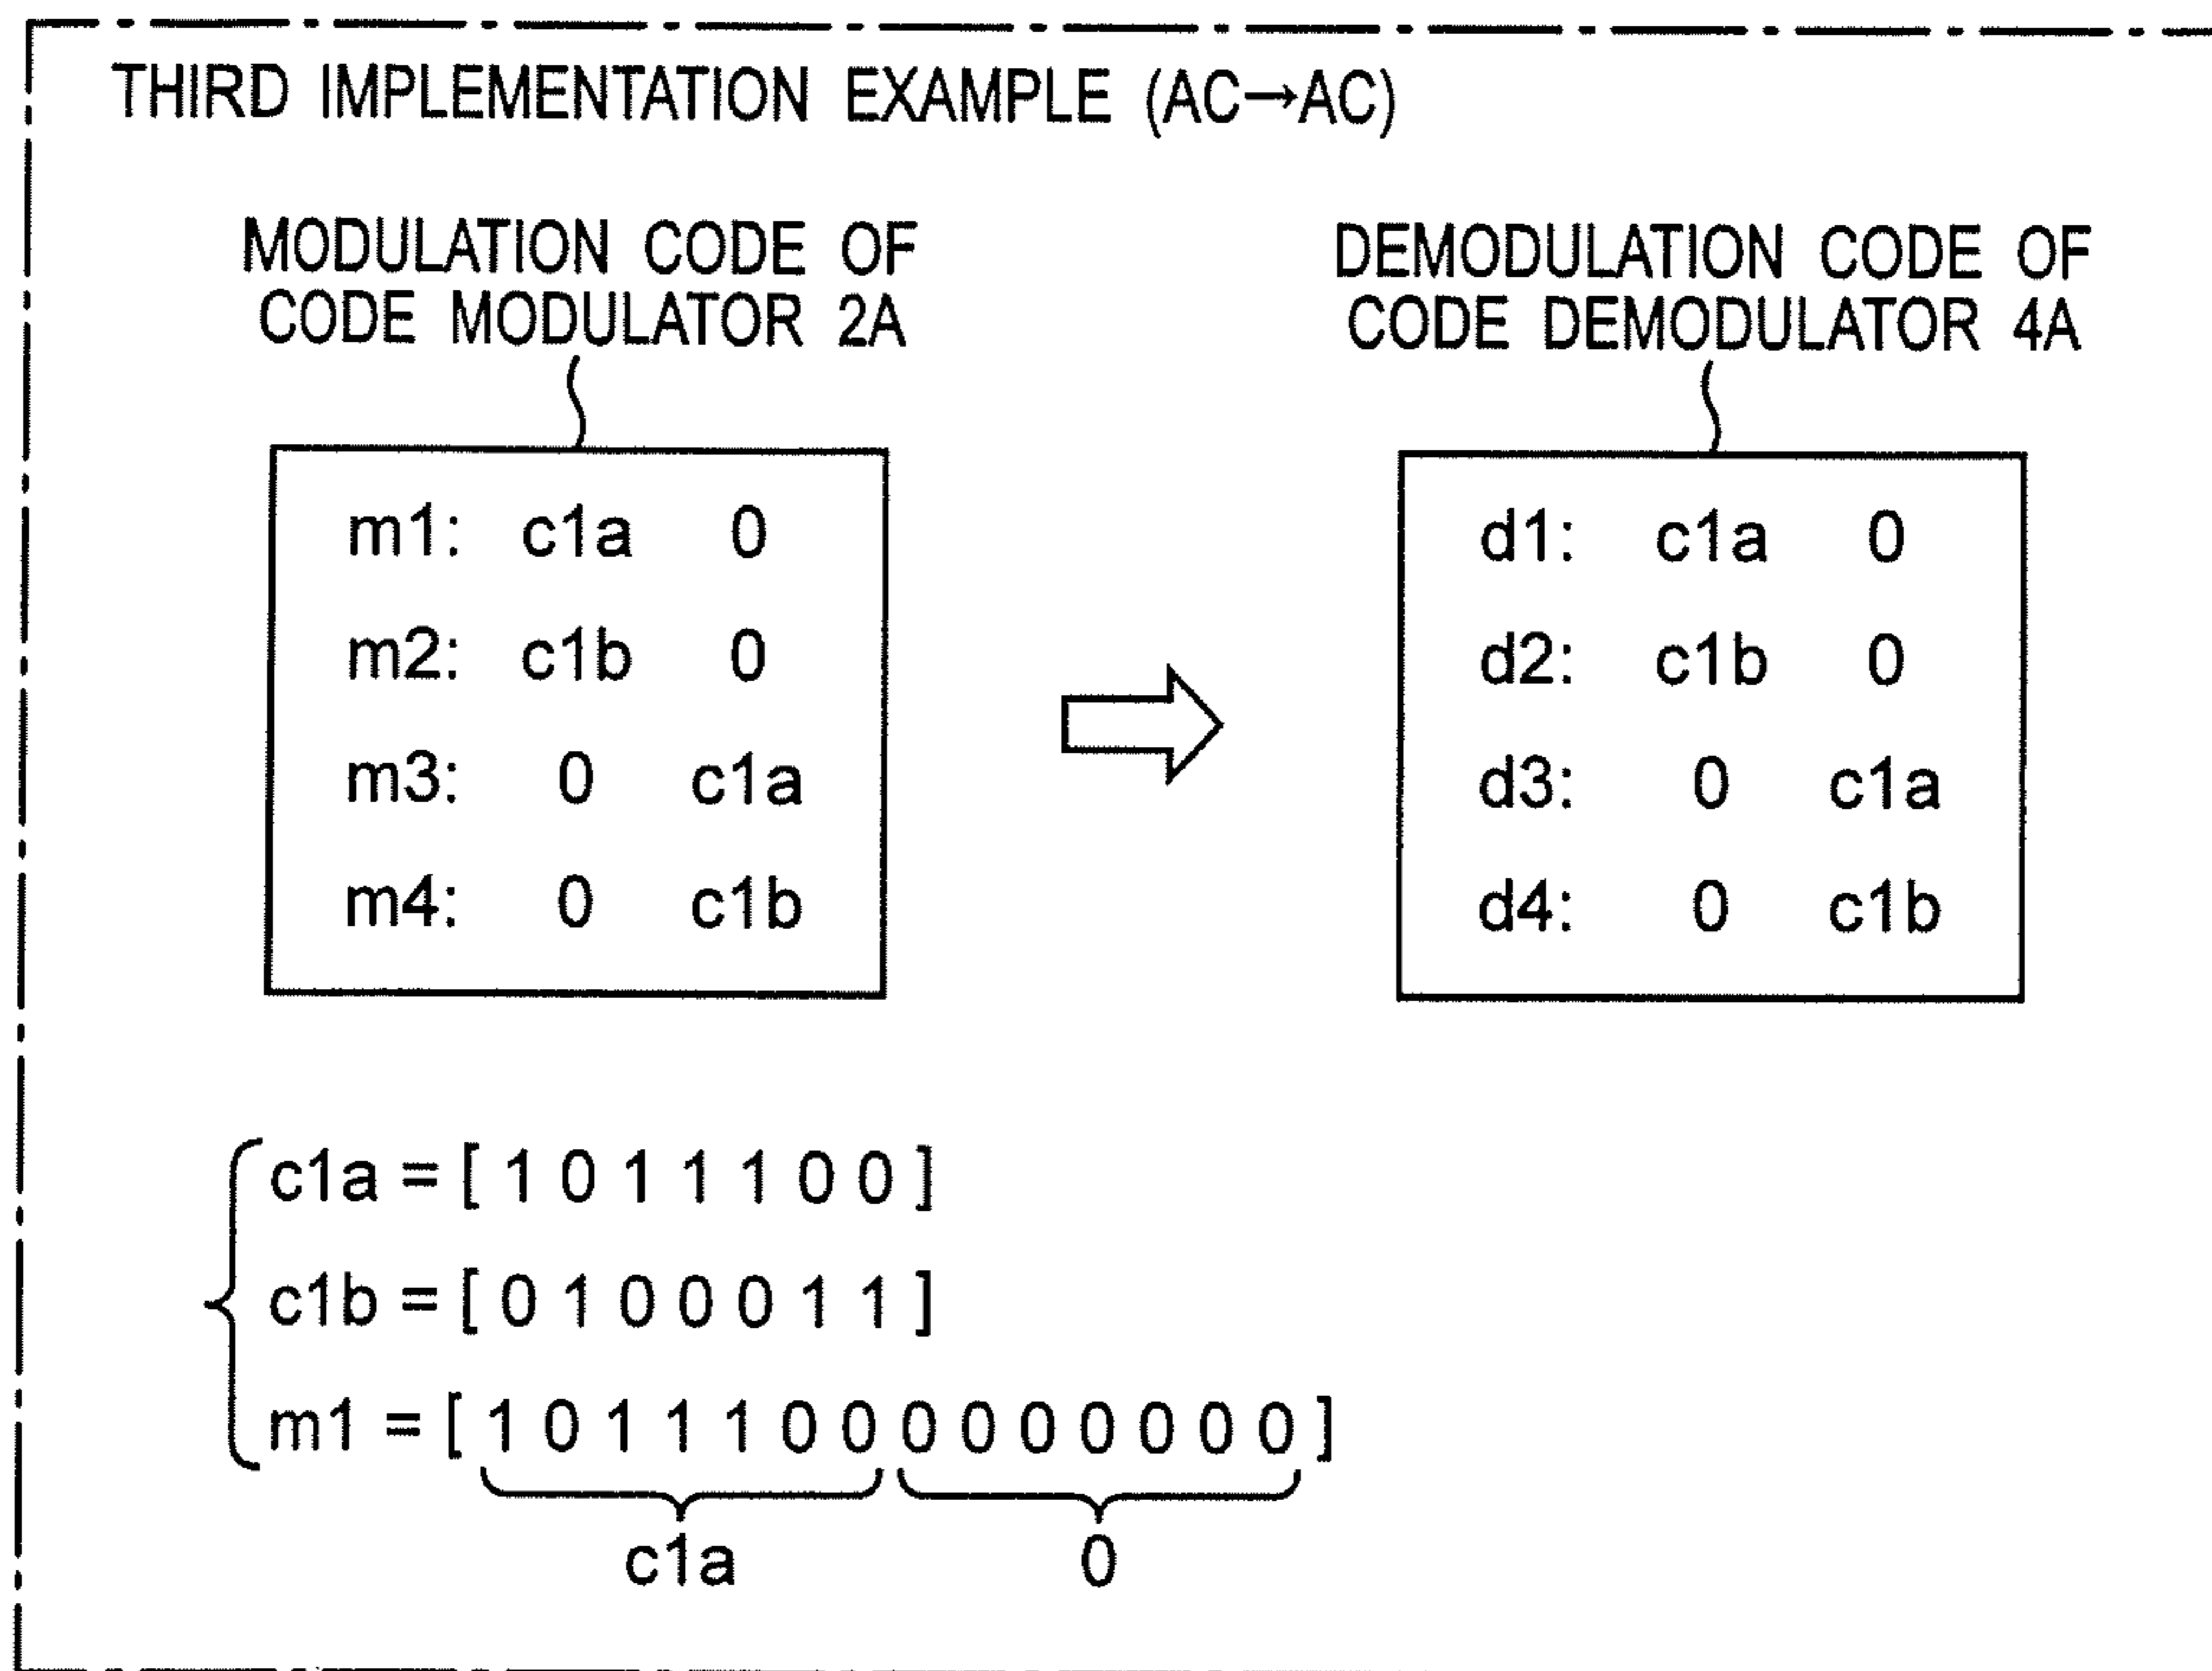 THIRD IMPLEMENTATION EXAMPLE (AC→AC)
MODULATION CODE OF
CODE MODULATOR 2A
m1: c1a 0
m2: c1b 0
m3: 0 c1a
m4: 0 c1b
DEMODULATION CODE OF
CODE DEMODULATOR 4A
d1: c1a 0
d2: c1b 0
d3: 0 c1a
d4: 0 c1b
c1a = [ 1 0 1 1 1 0 0 ]
c1b = [ 0 1 0 0 0 1 1 ]
m1 = [ 1 0 1 1 1 0 0 0 0 0 0 0 0 0 ]
c1a 0